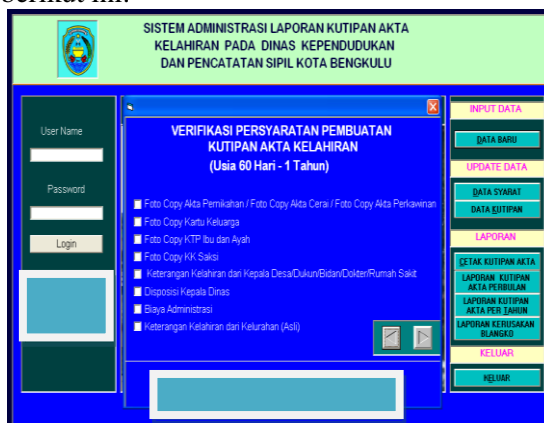 berikut ini:
SISTEM ADMINISTRASI LAPORAN KUTIPAN AKTA
KELAHIRAN PADA DINAS KEPENDUDUKAN
DAN PENCATATAN SIPIL KOTA BENGKULU
User Name
Password
Login
VERIFIKASI PERSYARATAN PEMBUATAN
KUTIPAN AKTA KELAHIRAN
(Usia 60 Hari - 1 Tahun)
Foto Copy Akta Pernikahan / Foto Copy Akta Cerai / Foto Copy Akta Perkawinan
Foto Copy Kartu Keluarga
Foto Copy KTP Ibu dan Ayah
Foto Copy KK Saksi
Keterangan Kelahiran dari Kepala Desa/Dukun/Bidan/Dokter/Rumah Sakit
Disposisi Kepala Dinas
Biaya Administrasi
Keterangan Kelahiran dari Kelurahan (Asli)
INPUT DATA
DATA BARU
UPDATE DATA
DATA SYARAT
DATA KUTIPAN
LAPORAN
CETAK KUTIPAN AKTA
LAPORAN KUTIPAN
AKTA PERBULAN
LAPORAN KUTIPAN
AKTA PER TAHUN
LAPORAN KERUSAKAN
BLANGKO
KELUAR
KELUAR